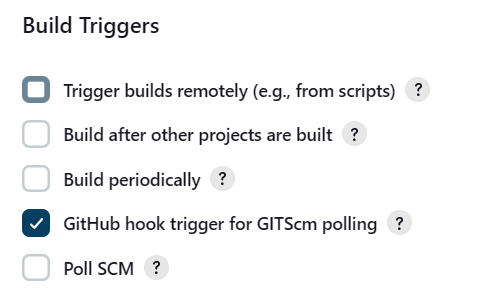 Build Triggers
Trigger builds remotely (e.g., from scripts) ?
Build after other projects are built ?
Build periodically ?
GitHub hook trigger for GITScm polling ?
Poll SCM ?